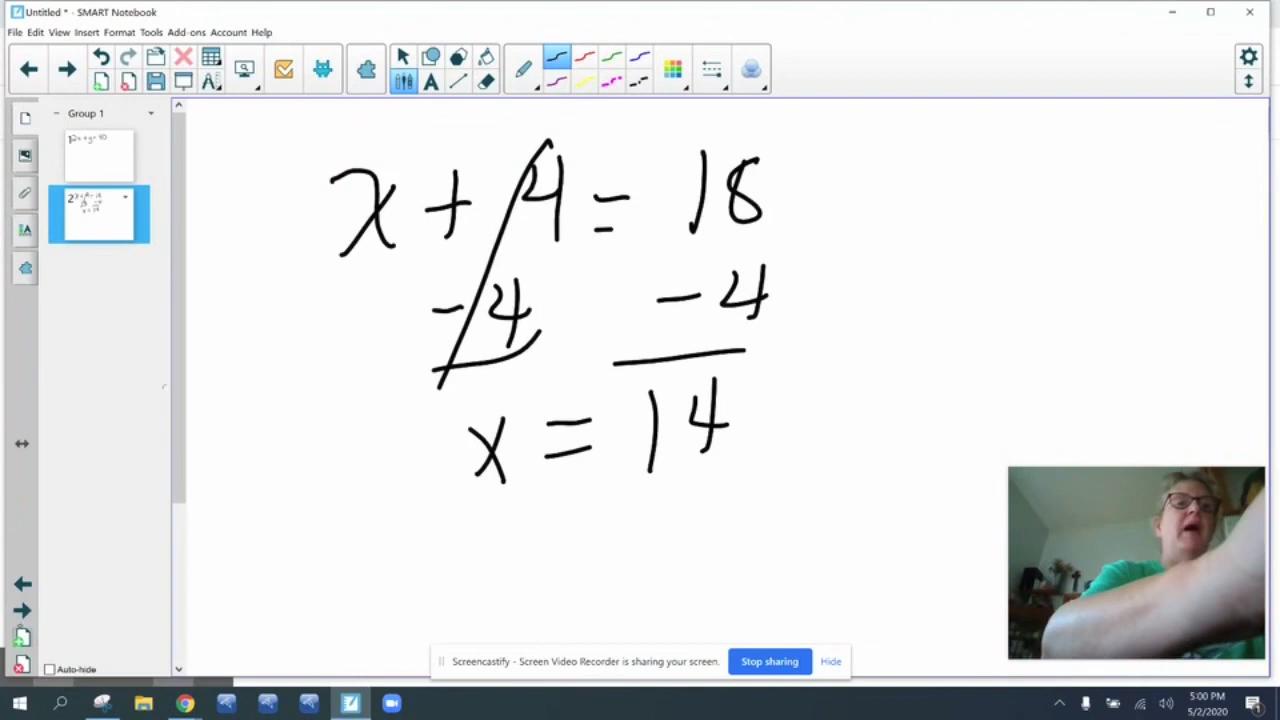 Untitled * - SMART Notebook
File Edit View Insert Format Tools Add-ons Account Help
Group 1
1
2
x + 4 = 18
- 4 - 4
x = 14
Auto-hide
Screencastify - Screen Video Recorder is sharing your screen. Stop sharing Hide
5:00 PM
5/2/2020